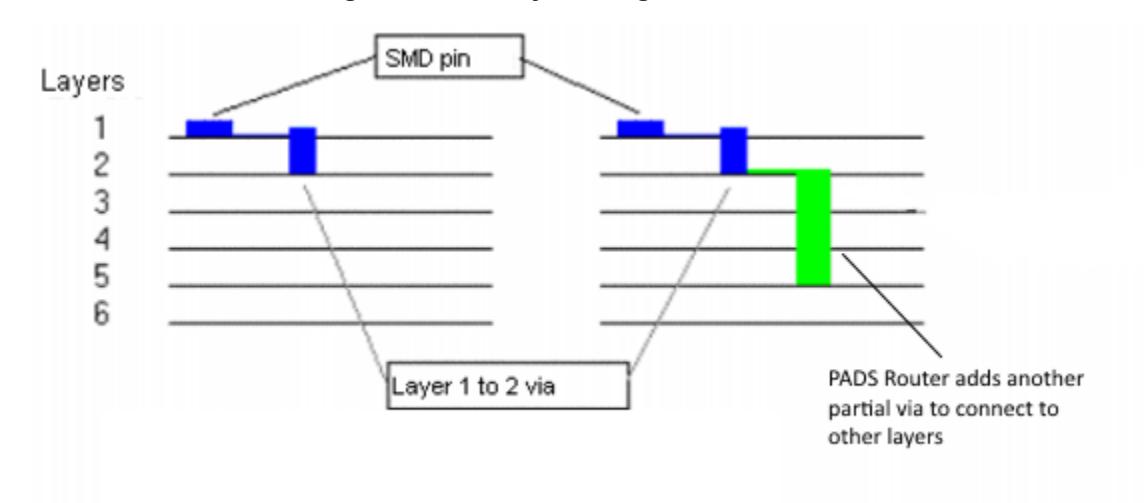 SMD pin
Layers
1
2
3
4
5
6
Layer 1 to 2 via
PADS Router adds another
partial via to connect to
other layers